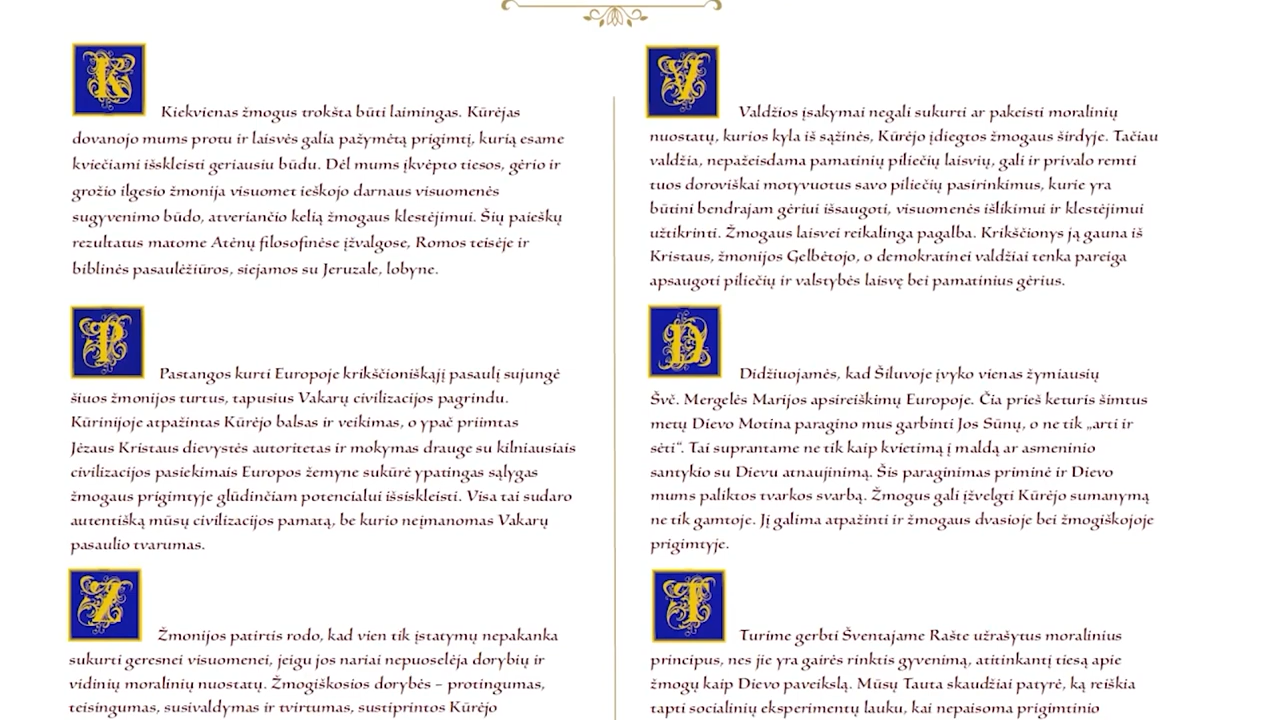 K
Kiekvienas žmogus trokšta būti laimingas. Kūrėjas
dovanojo mums protu ir laisvės galia pažymėtą prigimtį, kurią esame
kviečiami išskleisti geriausiu būdu. Dėl mums įkvėpto tiesos, gėrio ir
grožio ilgesio žmonija visuomet ieškojo darnaus visuomenės
sugyvenimo būdo, atveriančio kelią žmogaus klestėjimui. Šių paieškų
rezultatus matome Atėnų filosofinėse įžvalgose, Romos teisėje ir
biblinės pasaulėžiūros, siejamos su Jeruzale, lobyne.
P
Pastangos kurti Europoje krikščioniškąjį pasaulį sujungė
šiuos žmonijos turtus, tapusius Vakarų civilizacijos pagrindu.
Kūrinijoje atpažintas Kūrėjo balsas ir veikimas, o ypač priimtas
Jėzaus Kristaus dievystės autoritetas ir mokymas drauge su kilniausiais
civilizacijos pasiekimais Europos žemyne sukūrė ypatingas sąlygas
žmogaus prigimtyje glūdinčiam potencialui išsiskleisti. Visa tai sudaro
autentišką mūsų civilizacijos pamatą, be kurio neįmanomas Vakarų
pasaulio tvarumas.
Z
Žmonijos patirtis rodo, kad vien tik įstatymų nepakanka
sukurti geresnei visuomenei, jeigu jos nariai nepuoselėja dorybių ir
vidinių moralinių nuostatų. Žmogiškosios dorybės – protingumas,
teisingumas, susivaldymas ir tvirtumas, sustiprintos Kūrėjo
V
Valdžios įsakymai negali sukurti ar pakeisti moralinių
nuostatų, kurios kyla iš sąžinės, Kūrėjo įdiegtos žmogaus širdyje. Tačiau
valdžia, nepažeisdama pamatinių piliečių laisvių, gali ir privalo remti
tuos doroviškai motyvuotus savo piliečių pasirinkimus, kurie yra
būtini bendrajam gėriui išsaugoti, visuomenės išlikimui ir klestėjimui
užtikrinti. Žmogaus laisvei reikalinga pagalba. Krikščionys ją gauna iš
Kristaus, žmonijos Gelbėtojo, o demokratinei valdžiai tenka pareiga
apsaugoti piliečių ir valstybės laisvę bei pamatinius gėrius.
D
Didžiuojamės, kad Šiluvoje įvyko vienas žymiausių
Švč. Mergelės Marijos apsireiškimų Europoje. Čia prieš keturis šimtus
metų Dievo Motina paragino mus garbinti Jos Sūnų, o ne tik „arti ir
sėti“. Tai suprantame ne tik kaip kvietimą į maldą ar asmeninio
santykio su Dievu atnaujinimą. Šis paraginimas priminė ir Dievo
mums paliktos tvarkos svarbą. Žmogus gali įžvelgti Kūrėjo sumanymą
ne tik gamtoje. Jį galima atpažinti ir žmogaus dvasioje bei žmogiškojoje
prigimtyje.
T
Turime gerbti Šventajame Rašte užrašytus moralinius
principus, nes jie yra gairės rinktis gyvenimą, atitinkantį tiesą apie
žmogų kaip Dievo paveikslą. Mūsų Tauta skaudžiai patyrė, ką reiškia
tapti socialinių eksperimentų lauku, kai nepaisoma prigimtinio